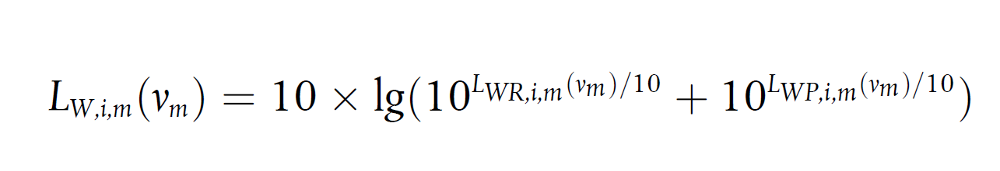 L_{W,i,m}(v_m) = 10 × lg(10^{L_{WR,i,m}(v_m)/10} + 10^{L_{WP,i,m}(v_m)/10})